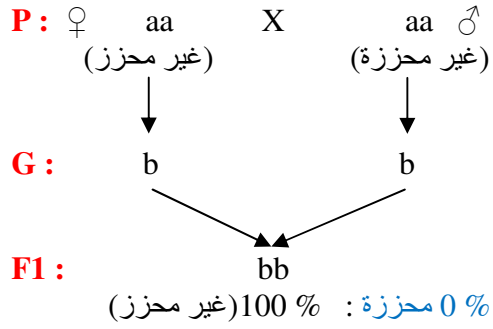 P : ♀ aa X aa ♂
(غير محزز) (غير محززة)
G : b b
F1 : bb
0 % محززة : 100 % (غير محزز)